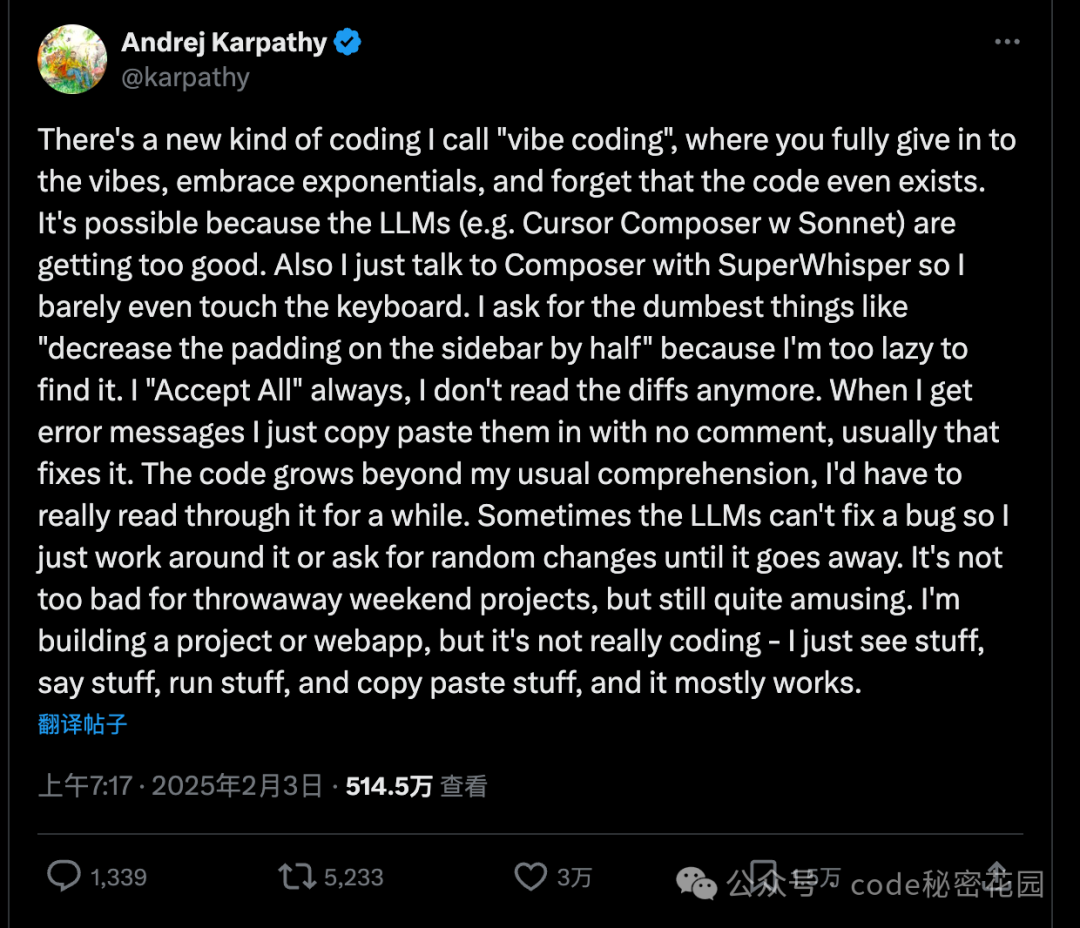 Andrej Karpathy
@karpathy
There's a new kind of coding I call "vibe coding", where you fully give in to
the vibes, embrace exponentials, and forget that the code even exists.
It's possible because the LLMs (e.g. Cursor Composer w Sonnet) are
getting too good. Also I just talk to Composer with SuperWhisper so I
barely even touch the keyboard. I ask for the dumbest things like
"decrease the padding on the sidebar by half" because I'm too lazy to
find it. I "Accept All" always, I don't read the diffs anymore. When I get
error messages I just copy paste them in with no comment, usually that
fixes it. The code grows beyond my usual comprehension, I'd have to
really read through it for a while. Sometimes the LLMs can't fix a bug so I
just work around it or ask for random changes until it goes away. It's not
too bad for throwaway weekend projects, but still quite amusing. I'm
building a project or webapp, but it's not really coding - I just see stuff,
say stuff, run stuff, and copy paste stuff, and it mostly works.
翻译帖子
上午7:17 · 2025年2月3日 · 514.5万 查看
1,339 5,233 3万
公众号 · code秘密花园